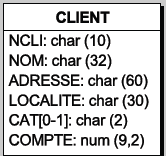 CLIENT
NCLI: char (10)
NOM: char (32)
ADRESSE: char (60)
LOCALITE: char (30)
CAT[0-1]: char (2)
COMPTE: num (9,2)